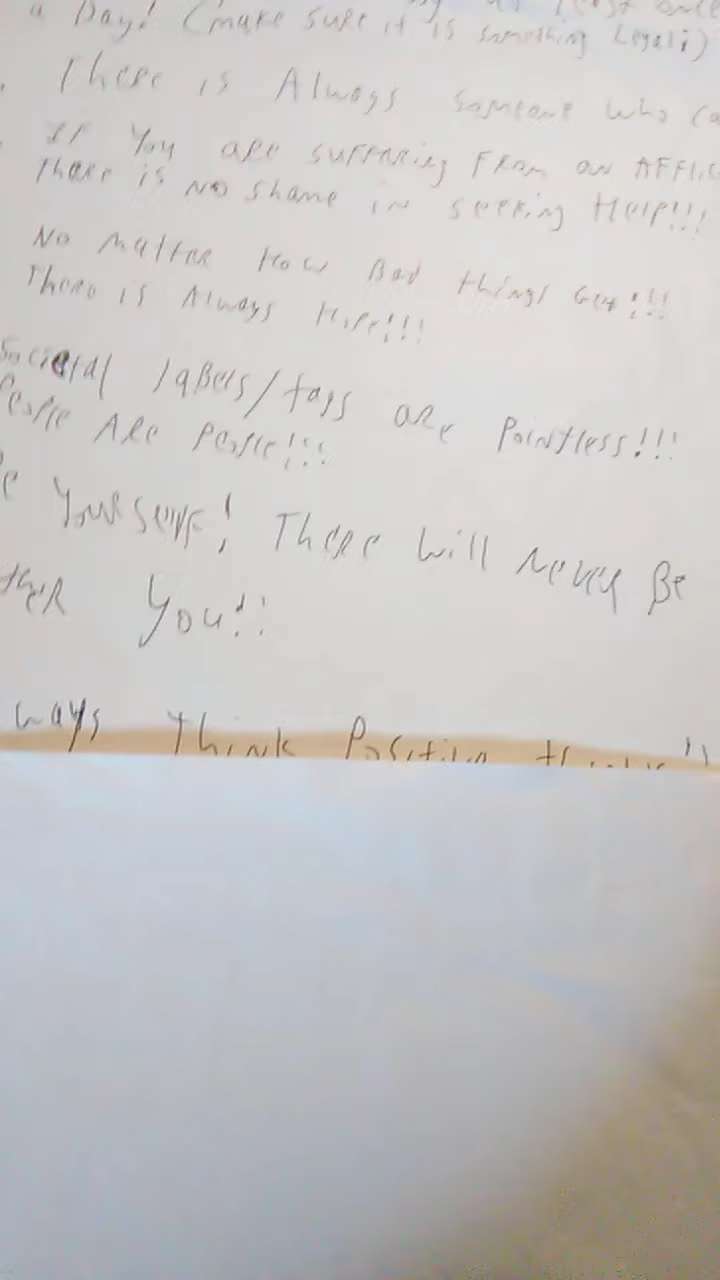 a Day! (make sure it is something Legal!)
There is Always someone who
If You are suffering From an
There is No shame in seeking Help!!!
No matter How Bad things Get!!!
There is Always Hope!!!
Societal labels/tags are Pointless!!!
People Are People!!!
Yourself! There will never Be
You!!
Think